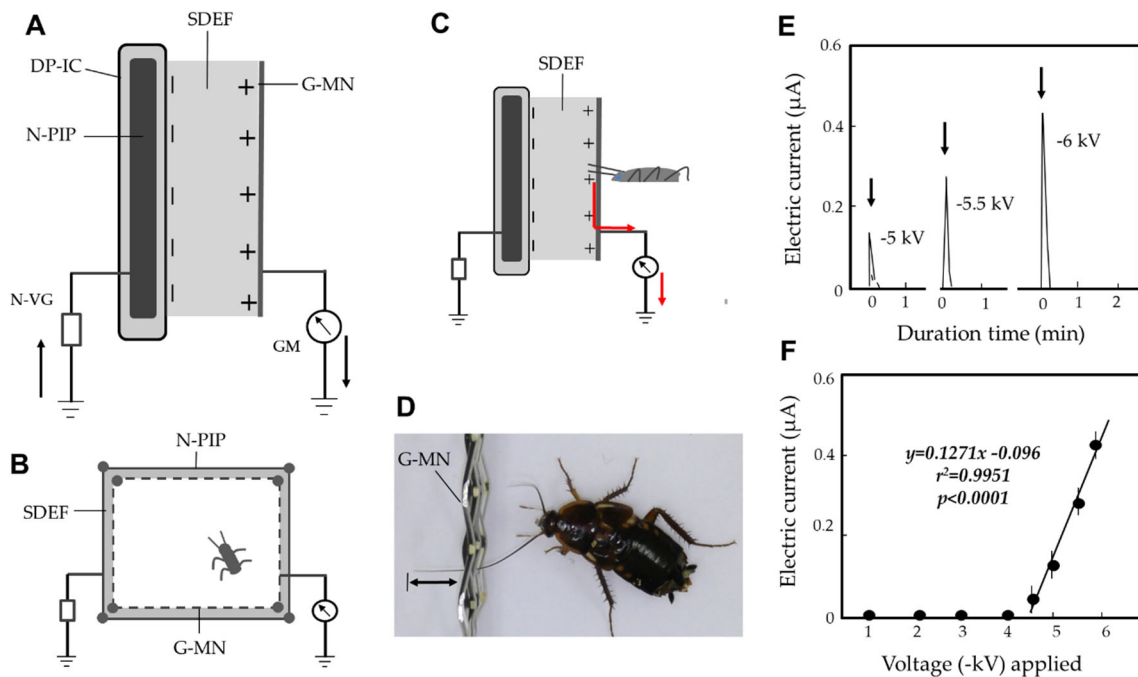 A
SDEF
DP-IC
G-MN
N-PIP
N-VG
GM
B
N-PIP
SDEF
G-MN
C
SDEF
D
G-MN
E
Electric current (µA)
0.6
0.4
0.2
0
-5 kV
-5.5 kV
-6 kV
0 1 0 1 0 1 2
Duration time (min)
F
Electric current (µA)
0.6
0.4
0.2
0
y=0.1271x -0.096
r²=0.9951
p<0.0001
1 2 3 4 5 6
Voltage (-kV) applied